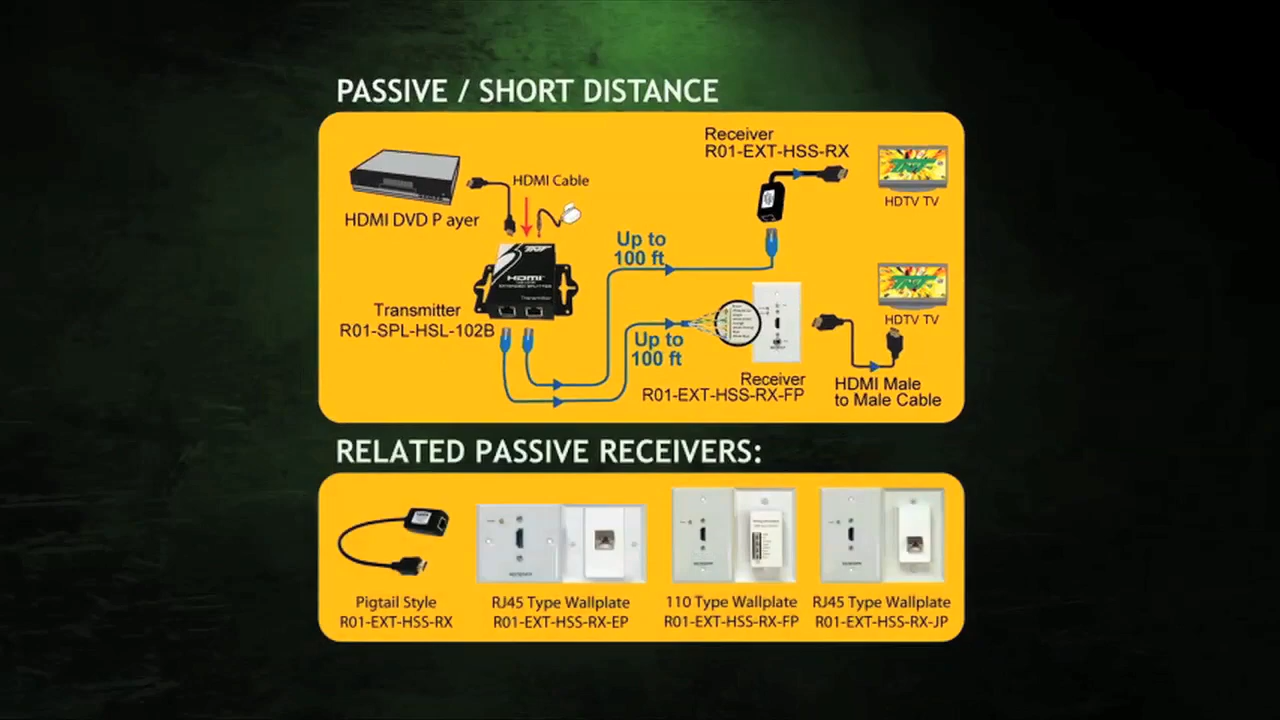 PASSIVE / SHORT DISTANCE
Receiver
R01-EXT-HSS-RX
HDMI Cable
HDTV TV
HDMI DVD P ayer
Up to
100 ft
HDMI
Transmitter
Transmitter
R01-SPL-HSL-102B
HDTV TV
Up to
100 ft
Receiver
R01-EXT-HSS-RX-FP
HDMI Male
to Male Cable
RELATED PASSIVE RECEIVERS:
Pigtail Style
R01-EXT-HSS-RX
RJ45 Type Wallplate
R01-EXT-HSS-RX-EP
110 Type Wallplate
R01-EXT-HSS-RX-FP
RJ45 Type Wallplate
R01-EXT-HSS-RX-JP